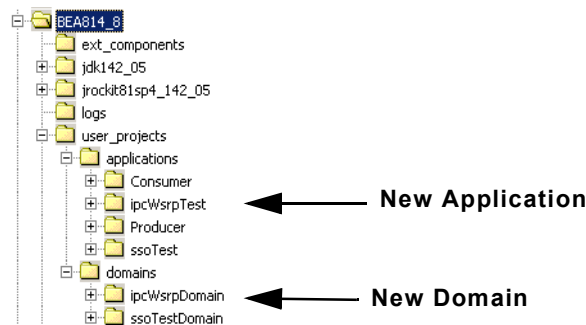 BEA814_8
ext_components
jdk142_05
jrockit81sp4_142_05
logs
user_projects
applications
Consumer
ipcWsrpTest New Application
Producer
ssoTest
domains
ipcWsrpDomain New Domain
ssoTestDomain